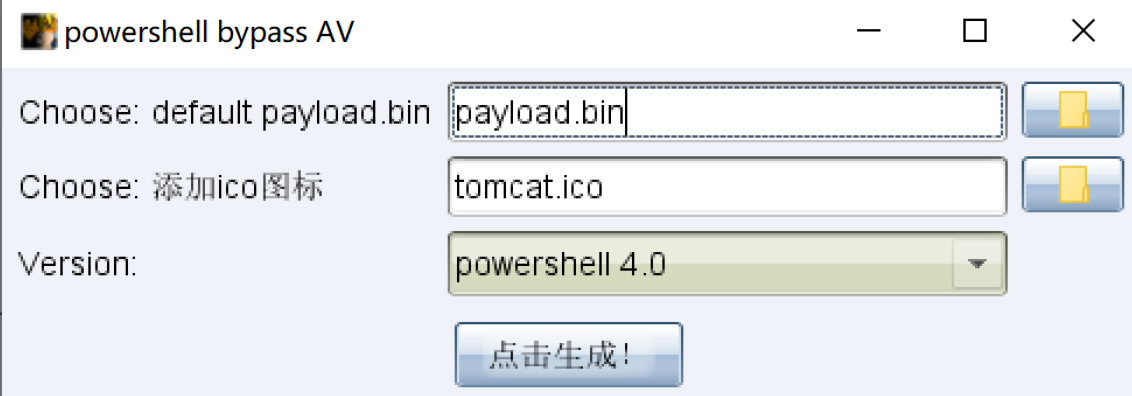 powershell bypass AV
Choose: default payload.bin payload.bin
Choose: 添加ico图标 tomcat.ico
Version: powershell 4.0
点击生成！